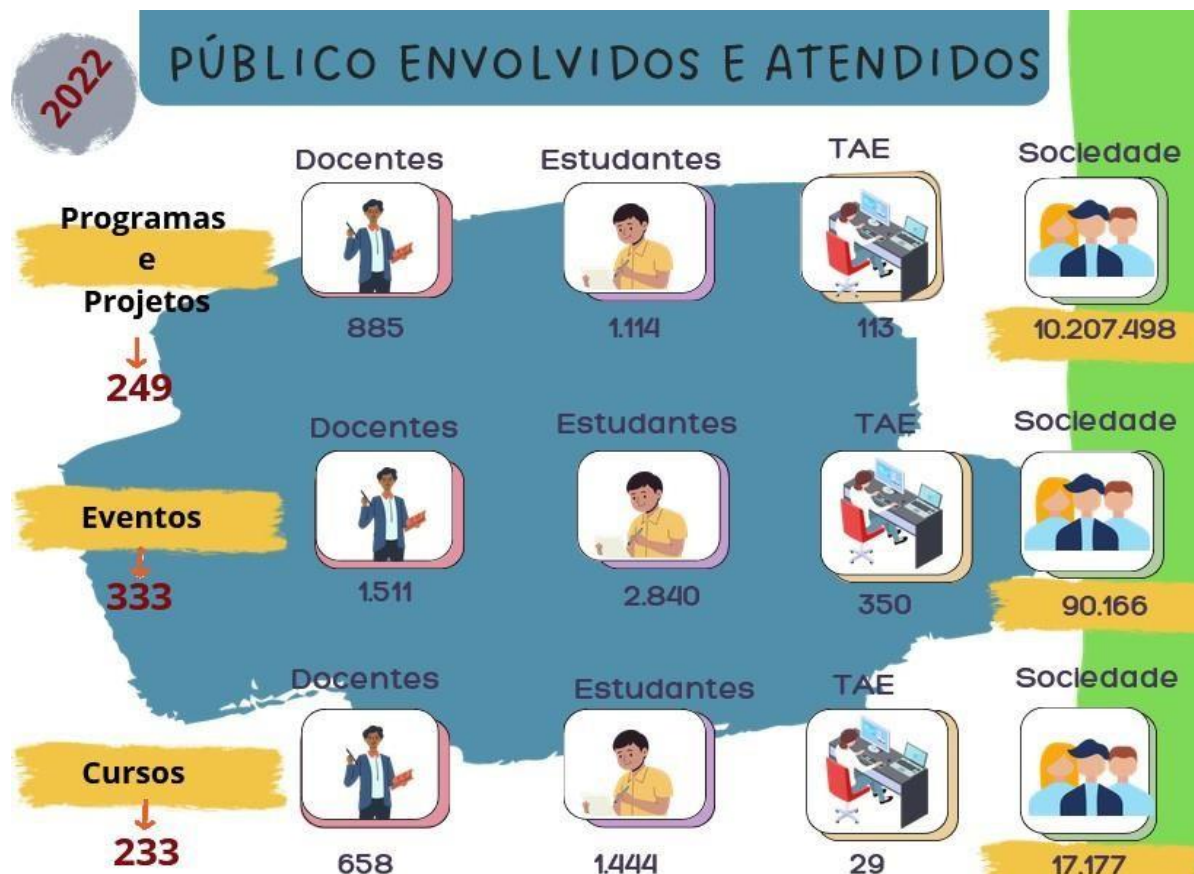 2022
PÚBLICO ENVOLVIDOS E ATENDIDOS
Docentes
Estudantes
TAE
Sociedade
Programas
e
Projetos
249
885
1.114
113
10.207.498
Docentes
Estudantes
TAE
Sociedade
Eventos
333
1.511
2.840
350
90.166
Docentes
Estudantes
TAE
Sociedade
Cursos
233
658
1.444
29
17.177